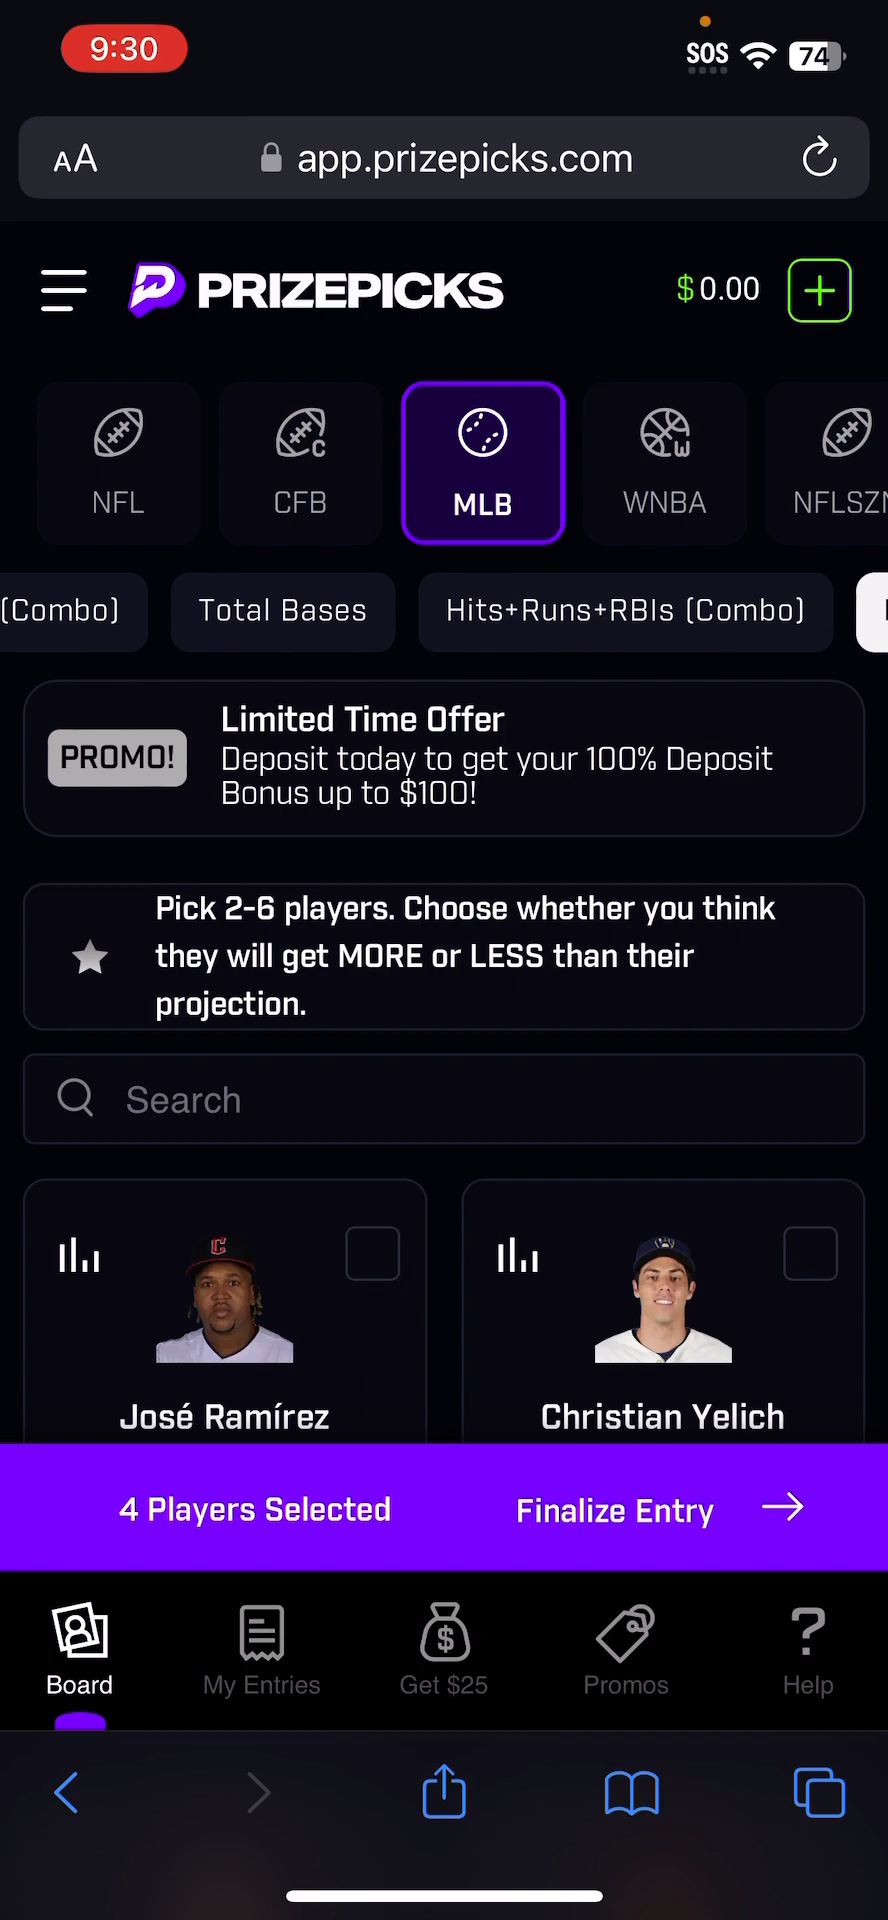 9:30
SOS
74
AA
app.prizepicks.com
PRIZEPICKS
$0.00
NFL
CFB
MLB
WNBA
(Combo)
Total Bases
Hits+Runs+RBIs (Combo)
PROMO!
Limited Time Offer
Deposit today to get your 100% Deposit
Bonus up to $100!
Pick 2-6 players. Choose whether you think
they will get MORE or LESS than their
projection.
Search
José Ramírez
Christian Yelich
4 Players Selected
Finalize Entry
Board
My Entries
Get $25
Promos
Help